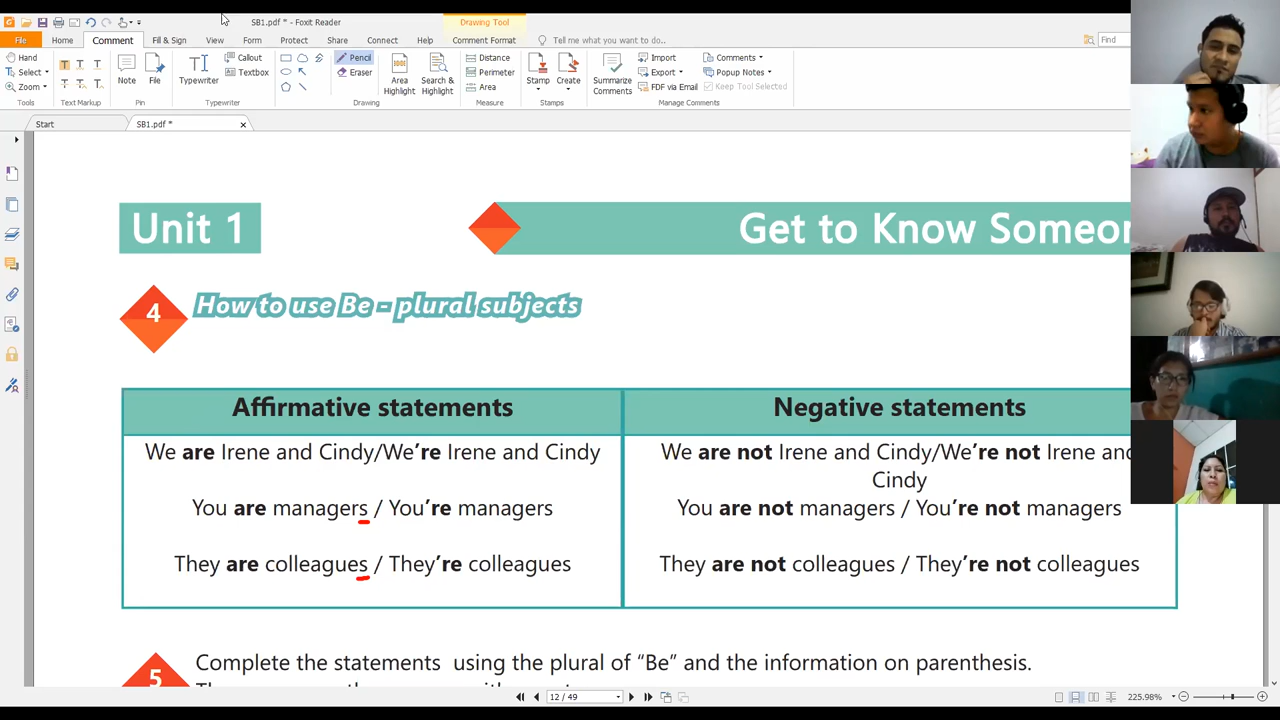 SB1.pdf * - Foxit Reader
Drawing Tool
File Home Comment Fill & Sign View Form Protect Share Connect Help Comment Format Tell me what you want to do... Find
Hand
Select
Zoom
Tools
Text Markup
Note
File
Pin
Typewriter
Callout
Textbox
Typewriter
Pencil
Eraser
Drawing
Area Highlight
Search & Highlight
Distance
Perimeter
Area
Measure
Stamp
Create
Stamps
Summarize Comments
Import
Export
FDF via Email
Comments
Popup Notes
Keep Tool Selected
Manage Comments
Start
SB1.pdf *
Unit 1
Get to Know Someon
4
How to use Be - plural subjects
Affirmative statements
We are Irene and Cindy/We’re Irene and Cindy
You are managers / You’re managers
They are colleagues / They’re colleagues
Negative statements
We are not Irene and Cindy/We’re not Irene and
Cindy
You are not managers / You’re not managers
They are not colleagues / They’re not colleagues
5
Complete the statements using the plural of “Be” and the information on parenthesis.
12 / 49
225.98%